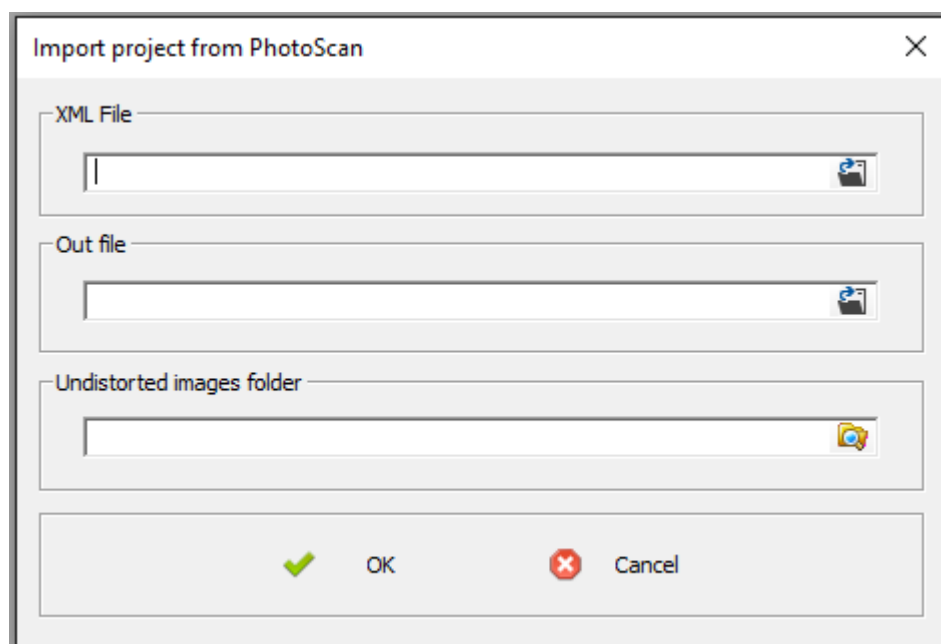 Import project from PhotoScan
XML File
Out file
Undistorted images folder
OK
Cancel